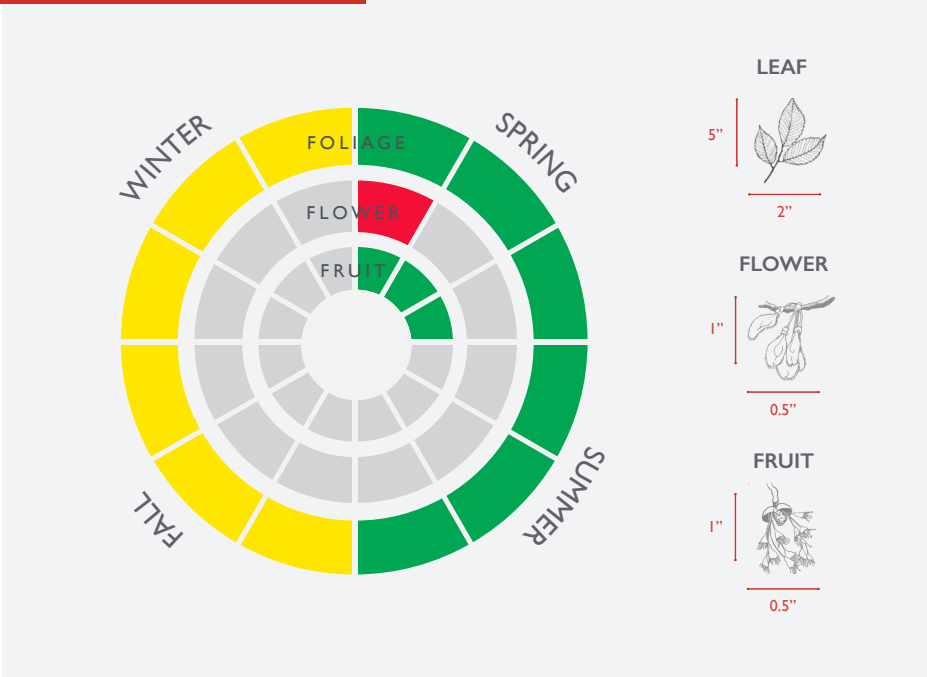 WINTER
SPRING
FOLIAGE
FLOWER
FRUIT
FALL
SUMMER
LEAF
5”
2”
FLOWER
1”
0.5”
FRUIT
1”
0.5”